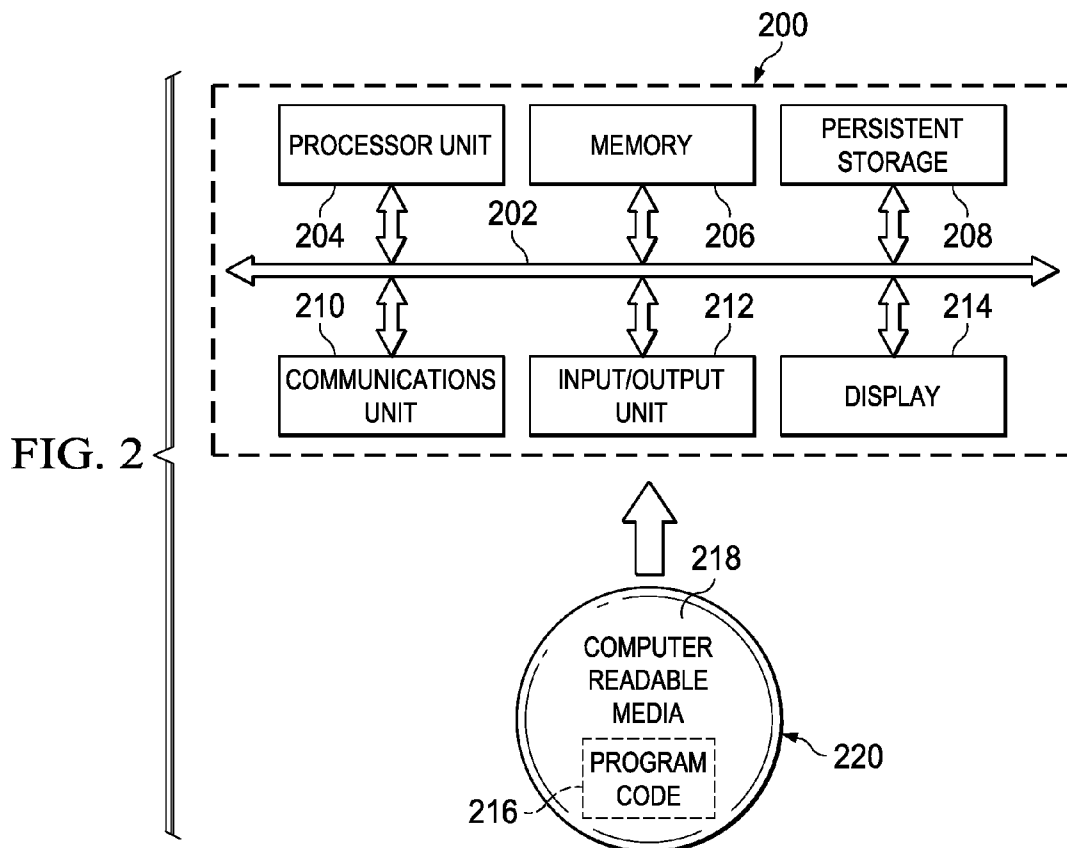 200
PROCESSOR UNIT
MEMORY
PERSISTENT
STORAGE
204
202
206
208
210
212
214
COMMUNICATIONS
UNIT
INPUT/OUTPUT
UNIT
DISPLAY
FIG. 2
218
COMPUTER
READABLE
MEDIA
220
PROGRAM
CODE
216